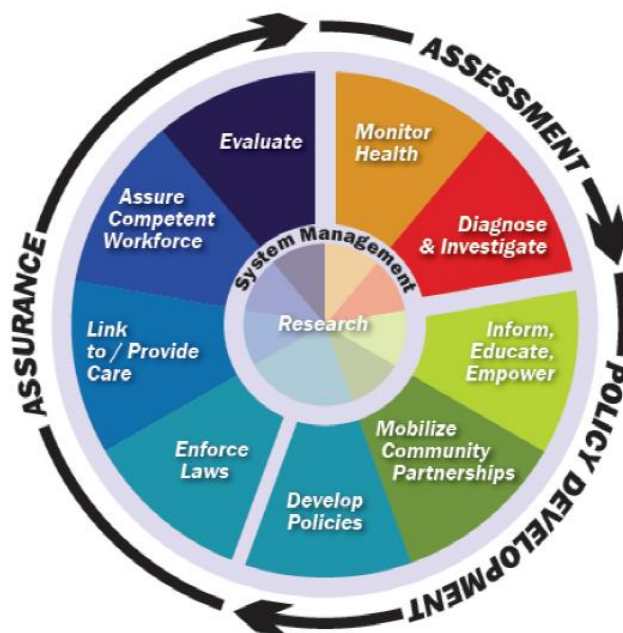 ASSESSMENT
POLICY DEVELOPMENT
ASSURANCE
Monitor
Health
Diagnose
& Investigate
Inform,
Educate,
Empower
Mobilize
Community
Partnerships
Develop
Policies
Enforce
Laws
Link
to / Provide
Care
Assure
Competent
Workforce
Evaluate
System Management
Research